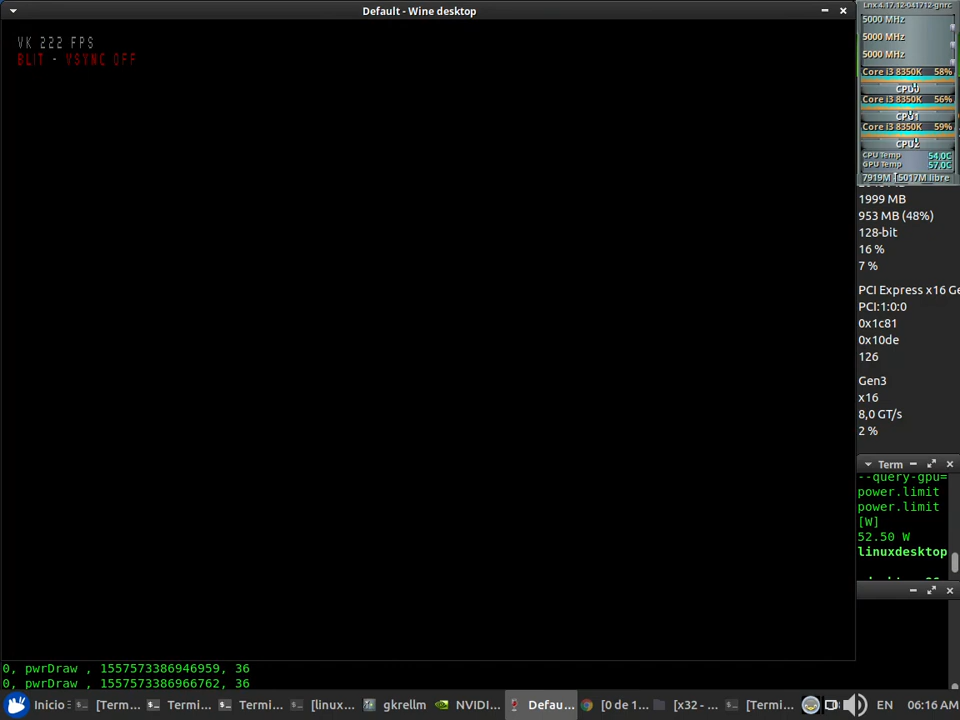 Default - Wine desktop
Lnx 4.17.12-041712-gnrc
VK 222 FPS
BLIT - VSYNC OFF
5000 MHz
5000 MHz
5000 MHz
Core i3 8350K 58%
CPU0
Core i3 8350K 56%
CPU1
Core i3 8350K 59%
CPU2
CPU Temp 54,0C
GPU Temp 57,0C
7919M 15017M libre
1999 MB
953 MB (48%)
128-bit
16 %
7 %
PCI Express x16 Ge
PCI:1:0:0
0x1c81
0x10de
126
Gen3
x16
8,0 GT/s
2 %
Term
--query-gpu=
power.limit
power.limit
[W]
52.50 W
linuxdesktop
0, pwrDraw , 1557573386946959, 36
0, pwrDraw , 1557573386966762, 36
Inicio [Term... Termi... Termi... [linux... gkrellm NVIDI... Defau... [0 de 1... [x32 - ... [Termi... EN 06:16 AM